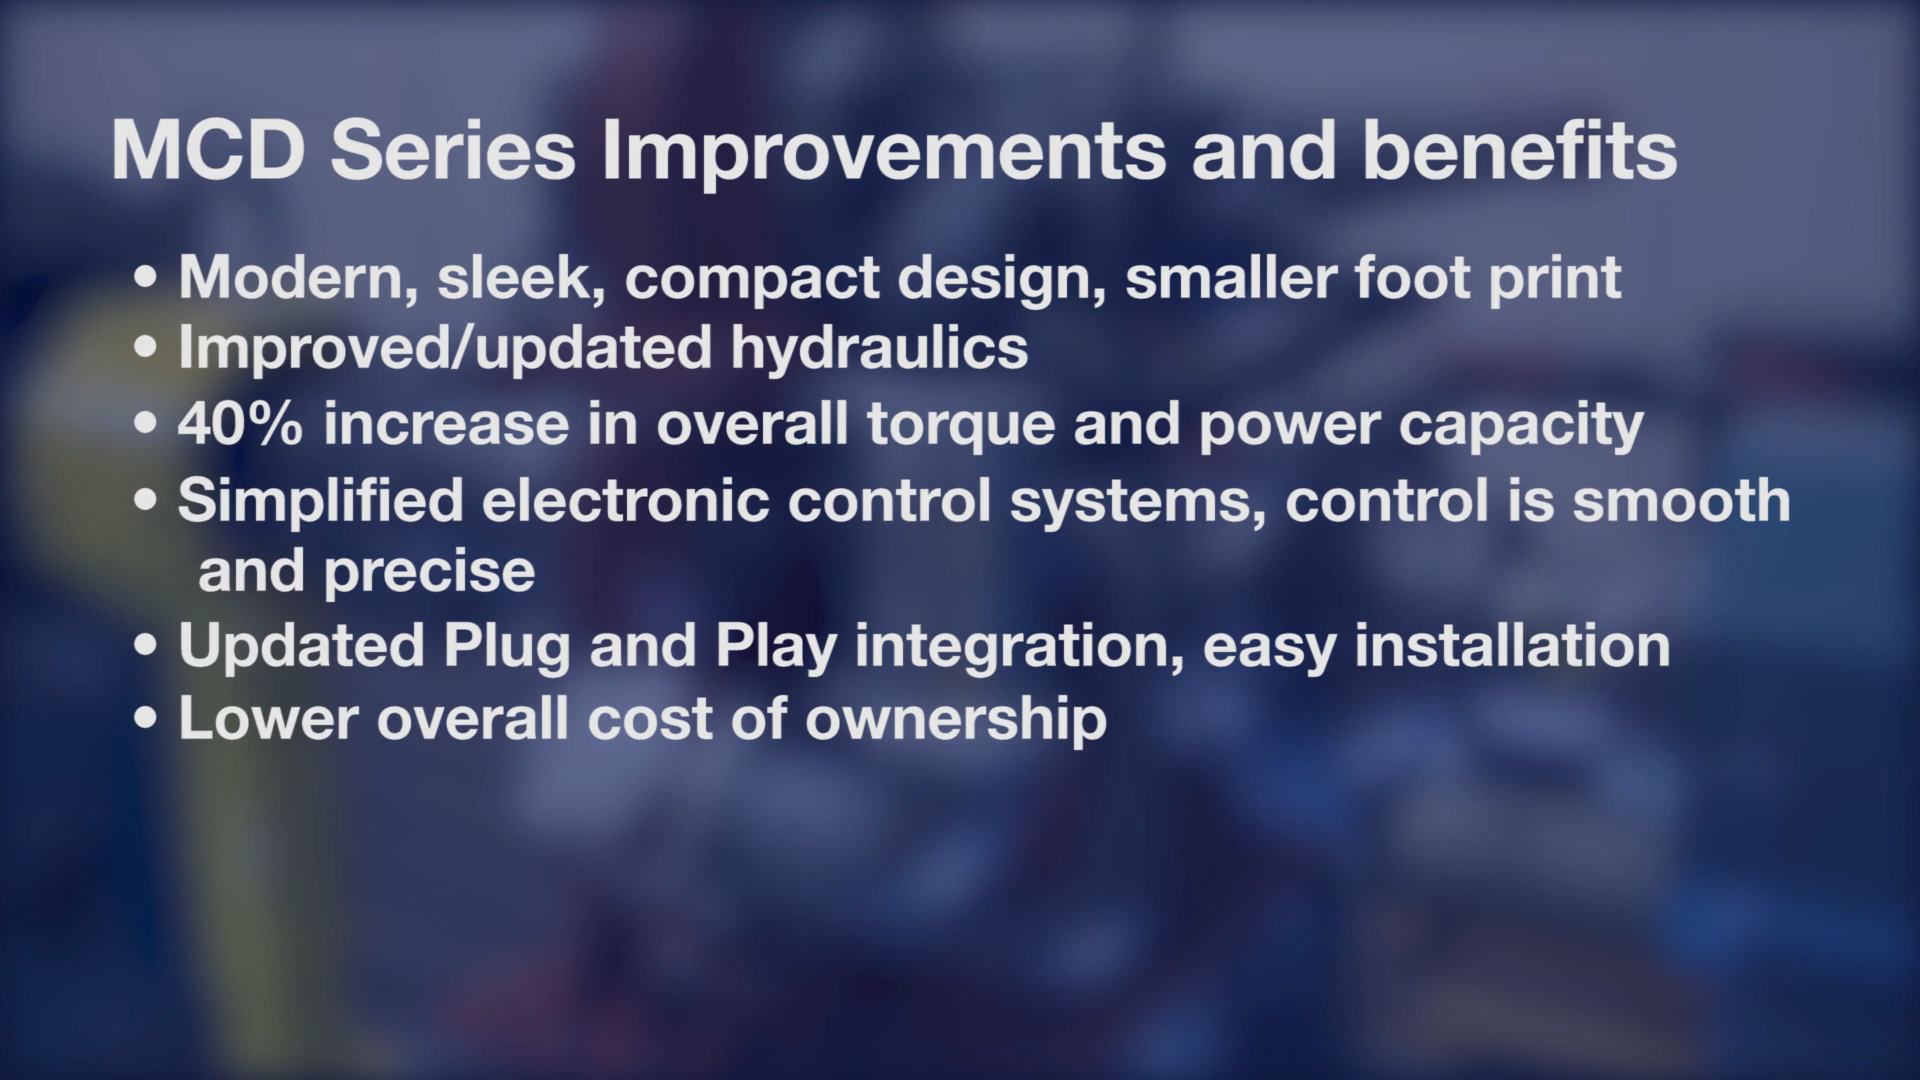 MCD Series Improvements and benefits
• Modern, sleek, compact design, smaller foot print
• Improved/updated hydraulics
• 40% increase in overall torque and power capacity
• Simplified electronic control systems, control is smooth
and precise
• Updated Plug and Play integration, easy installation
• Lower overall cost of ownership